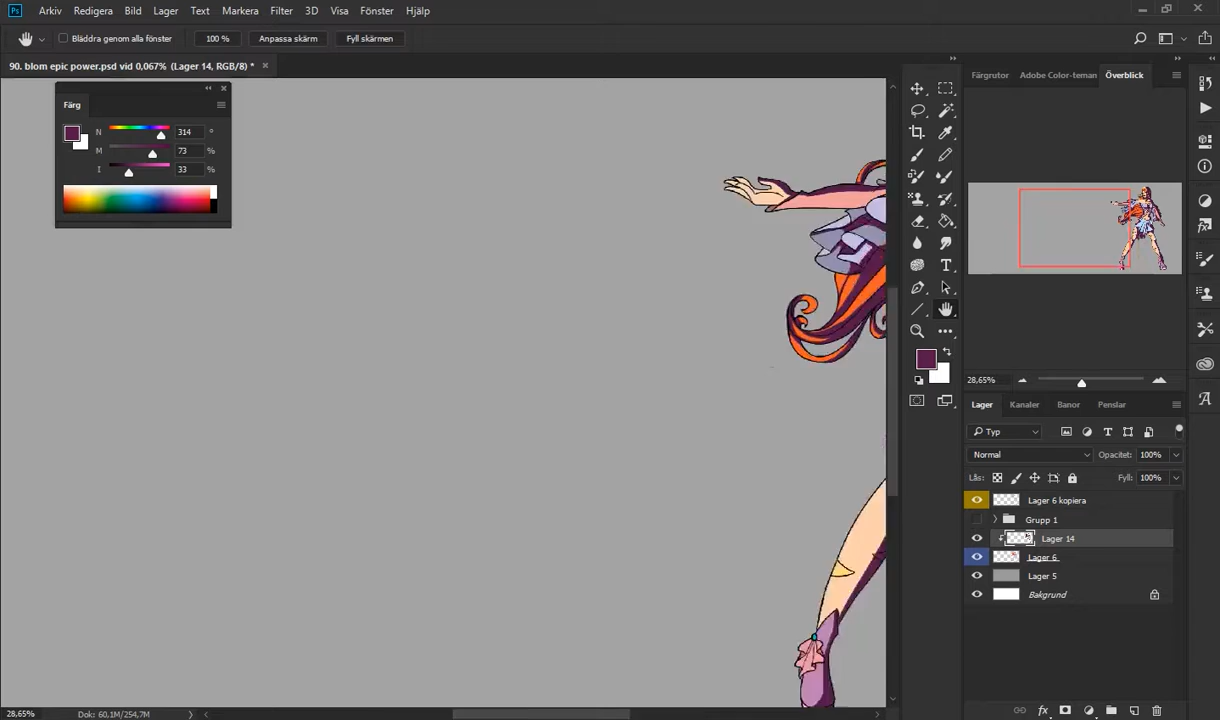 Ps Arkiv Redigera Bild Lager Text Markera Filter 3D Visa Fönster Hjälp
Bläddra genom alla fönster 100 % Anpassa skärm Fyll skärmen
90. blom epic power.psd vid 0,067% (Lager 14, RGB/8) * ×
Färg
N 314 °
M 73 %
I 33 %
Färgrutor Adobe Color-teman Överblick
28,65%
Lager Kanaler Banor Penslar
Typ
Normal Opacitet: 100%
Lås: Fyll: 100%
Lager 6 kopiera
Grupp 1
Lager 14
Lager 6
Lager 5
Bakgrund
28,65% Dok: 60,1M/254,7M